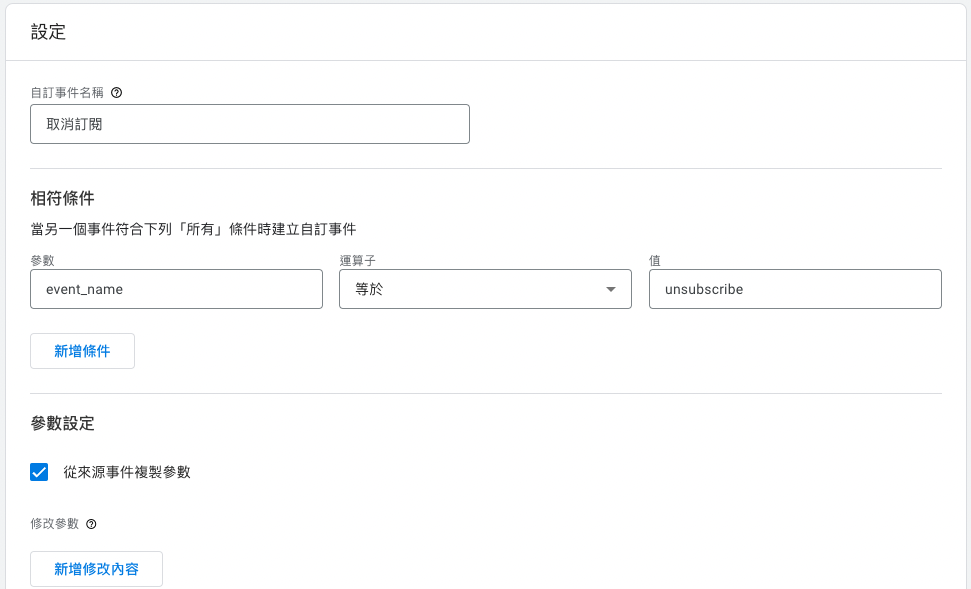 設定
自訂事件名稱
取消訂閱
相符條件
當另一個事件符合下列「所有」條件時建立自訂事件
參數 運算子 值
event_name 等於 unsubscribe
新增條件
參數設定
從來源事件複製參數
修改參數
新增修改內容